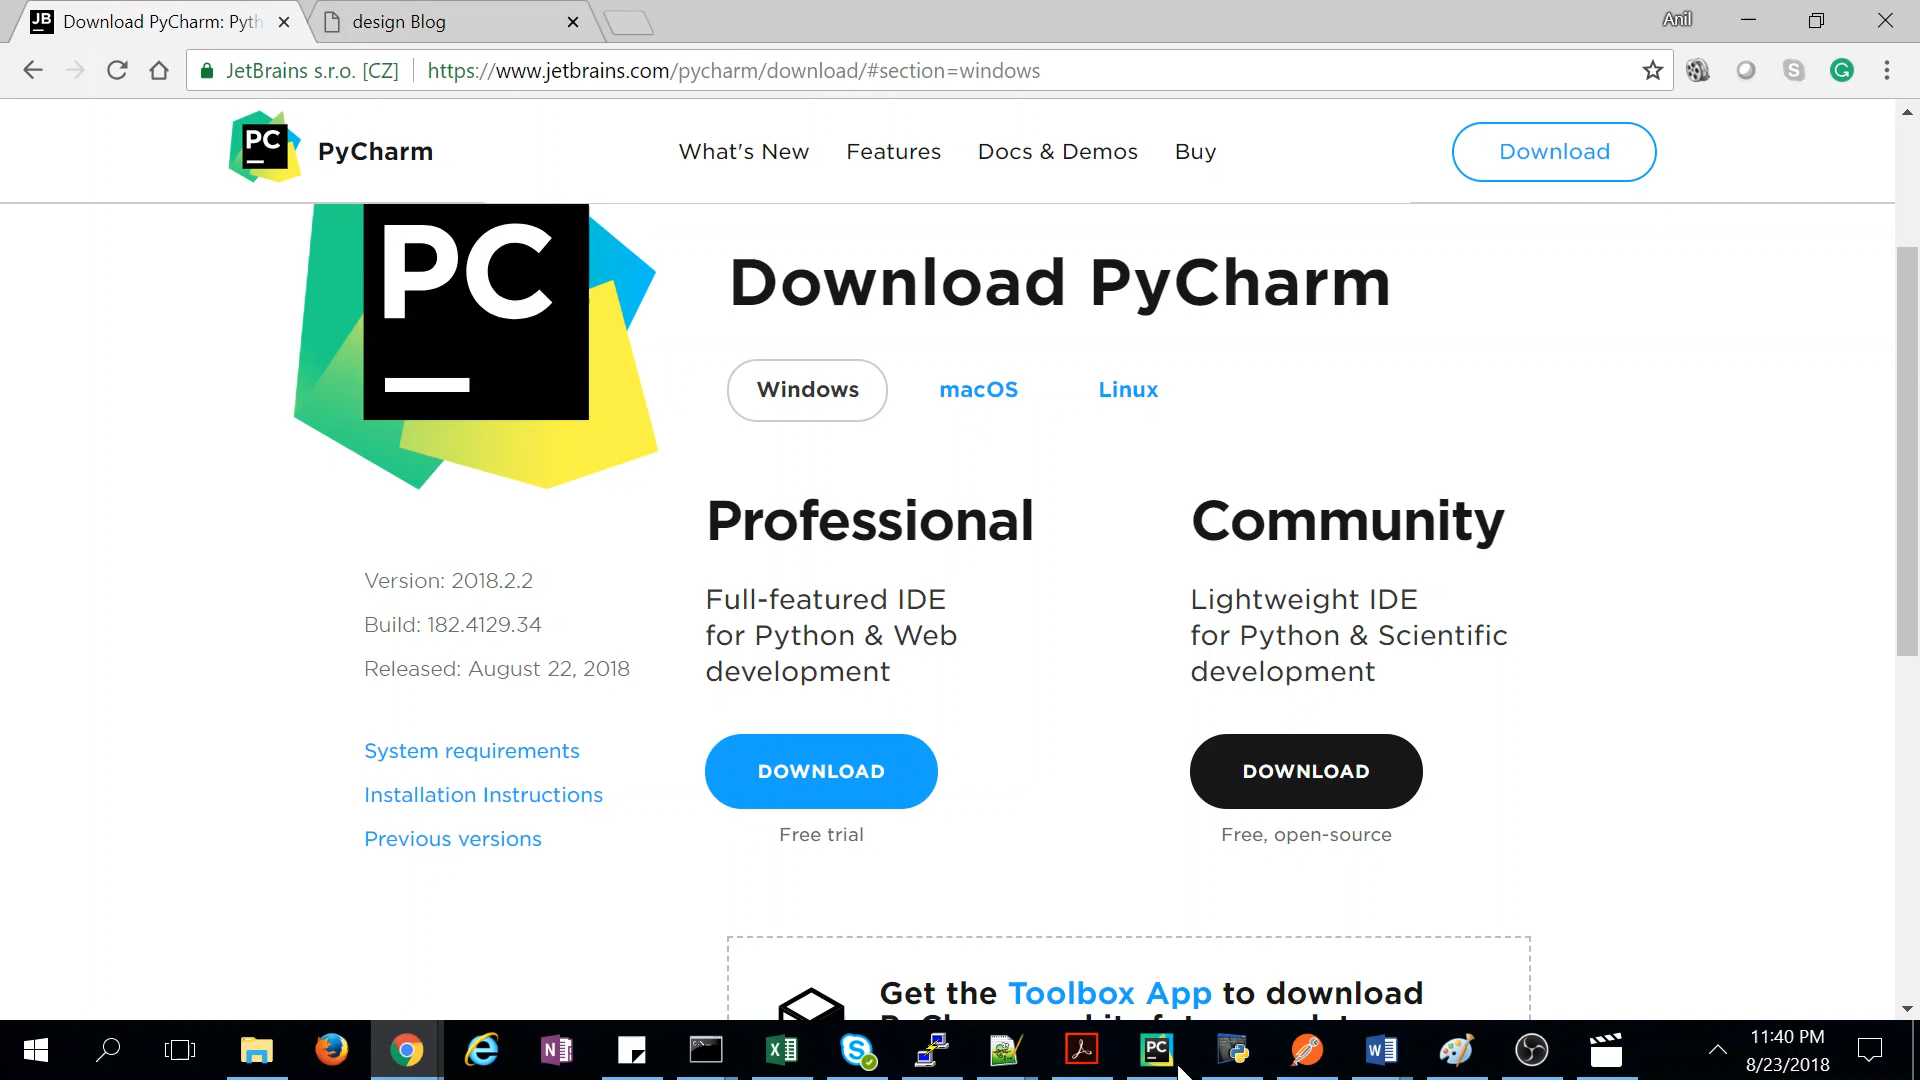 JB Download PyCharm: Pyth
design Blog
Anil
JetBrains s.r.o. [CZ]
https://www.jetbrains.com/pycharm/download/#section=windows
S
G
PC
PyCharm
What's New
Features
Docs & Demos
Buy
Download
PC
Download PyCharm
Windows
macOS
Linux
Professional
Community
Full-featured IDE
for Python & Web
development
Lightweight IDE
for Python & Scientific
development
Version: 2018.2.2
Build: 182.4129.34
Released: August 22, 2018
System requirements
Installation Instructions
Previous versions
DOWNLOAD
Free trial
DOWNLOAD
Free, open-source
Get the Toolbox App to download
N
X
S
PC
W
11:40 PM
8/23/2018